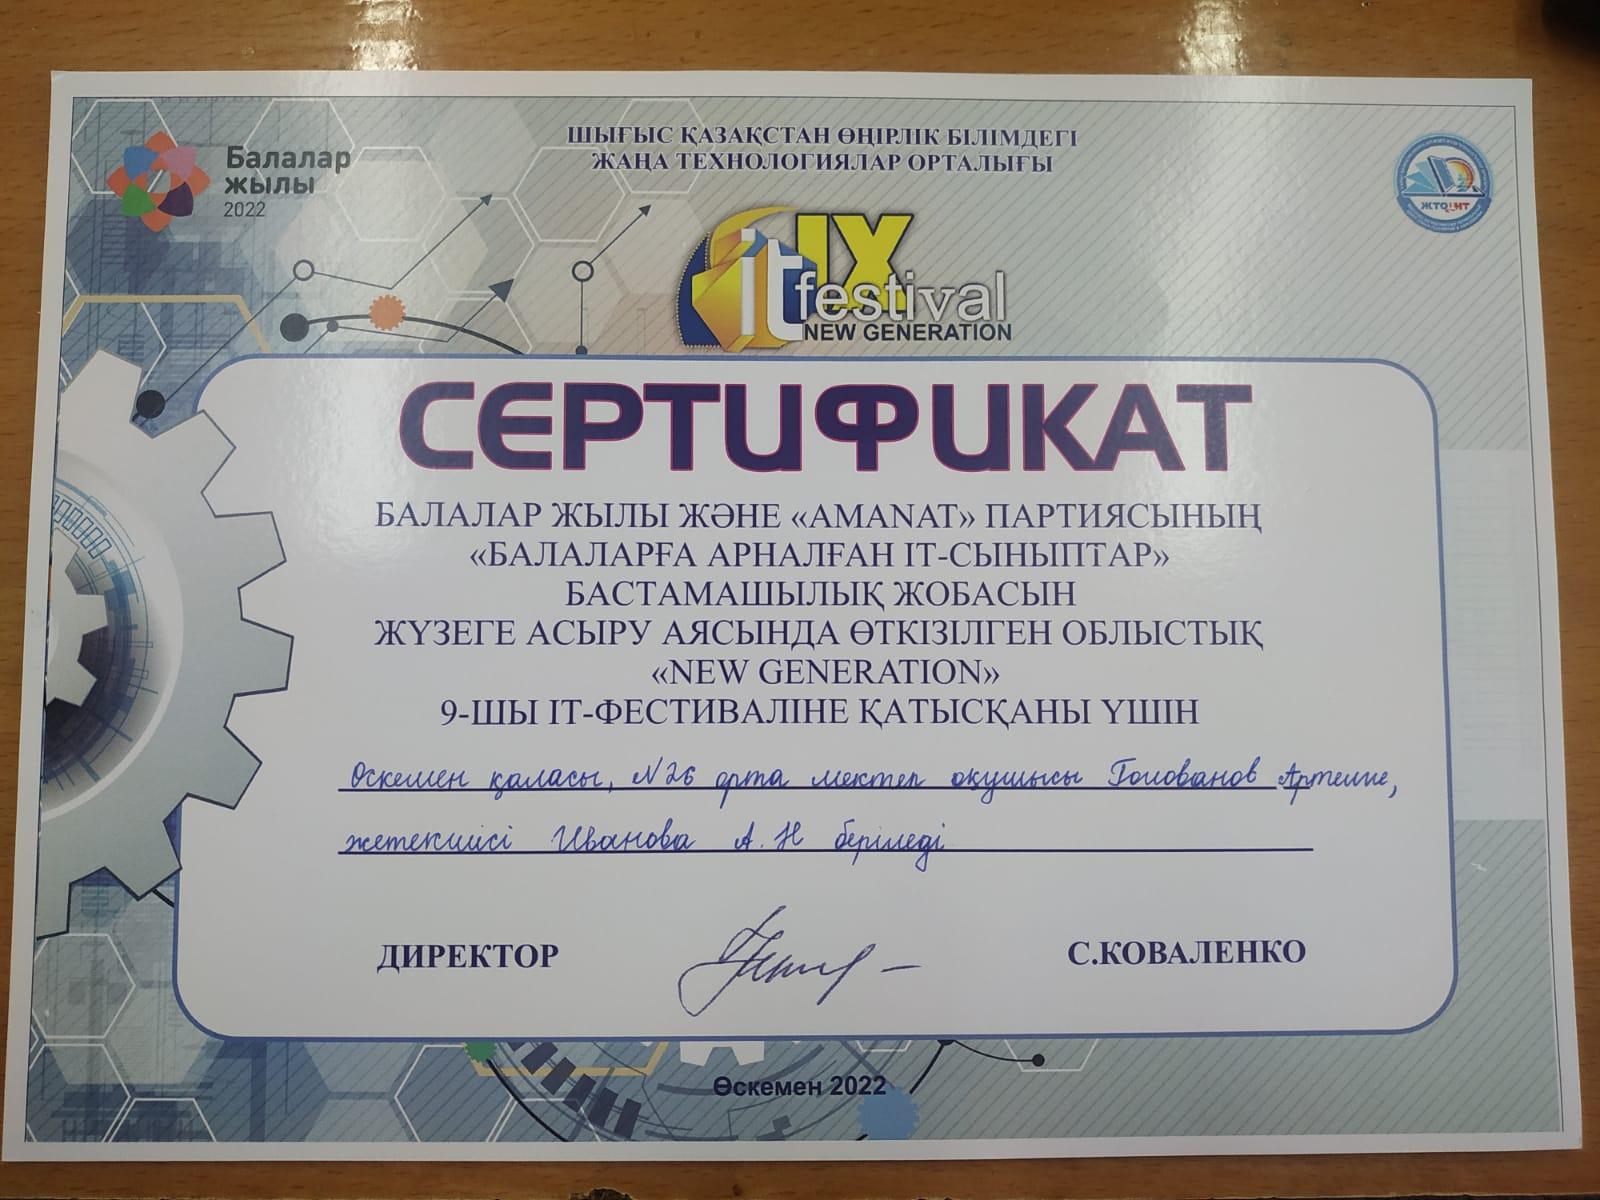 Балалар
жылы
2022
ШЫҒЫС ҚАЗАҚСТАН ӨҢІРЛІК БІЛІМДЕГІ
ЖАҢА ТЕХНОЛОГИЯЛАР ОРТАЛЫҒЫ
IX
it festival
NEW GENERATION
СЕРТИФИКАТ
БАЛАЛАР ЖЫЛЫ ЖӘНЕ «AMANAT» ПАРТИЯСЫНЫҢ
«БАЛАЛАРҒА АРНАЛҒАН IT-СЫНЫПТАР»
БАСТАМАШЫЛЫҚ ЖОБАСЫН
ЖҮЗЕГЕ АСЫРУ АЯСЫНДА ӨТКІЗІЛГЕН ОБЛЫСТЫҚ
«NEW GENERATION»
9-ШЫ IT-ФЕСТИВАЛІНЕ ҚАТЫСҚАНЫ ҮШІН
Өскемен қаласы, N26 орта мектеп оқушысы Голованов Артемге,
жетекшісі Иванова А.Н беріледі
ДИРЕКТОР
С.КОВАЛЕНКО
Өскемен 2022